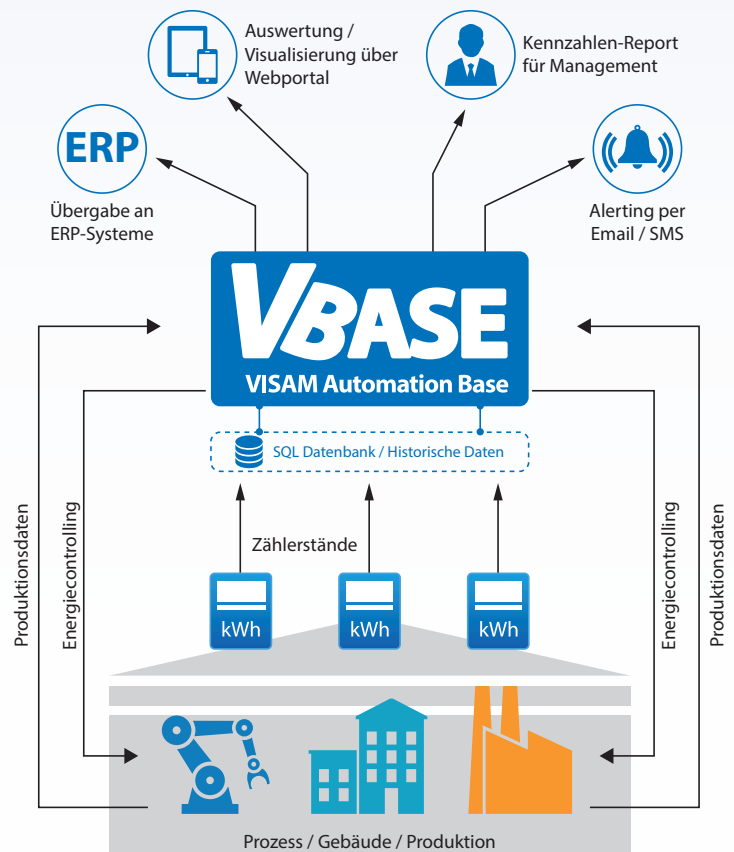 Auswertung /
Visualisierung über
Webportal
Kennzahlen-Report
für Management
ERP
Übergabe an
ERP-Systeme
Alerting per
Email / SMS
VBASE
VISAM Automation Base
SQL Datenbank / Historische Daten
Produktionsdaten
Energiecontrolling
Zählerstände
Energiecontrolling
Produktionsdaten
kWh
kWh
kWh
Prozess / Gebäude / Produktion